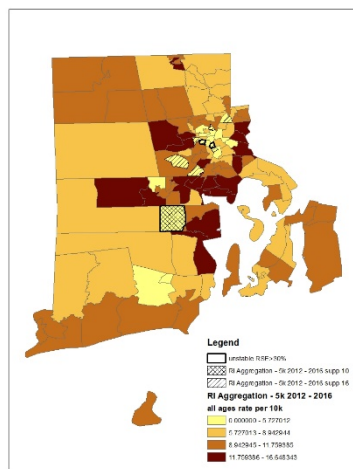 Legend
unstable RSE>30%
RI Aggregation - 5k 2012 - 2016 supp 10
RI Aggregation - 5k 2012 - 2016 supp 16
RI Aggregation - 5k 2012 - 2016
all ages rate per 10k
0.000000 - 5.727012
5.727013 - 8.942944
8.942945 - 11.759385
11.759386 - 16.648343